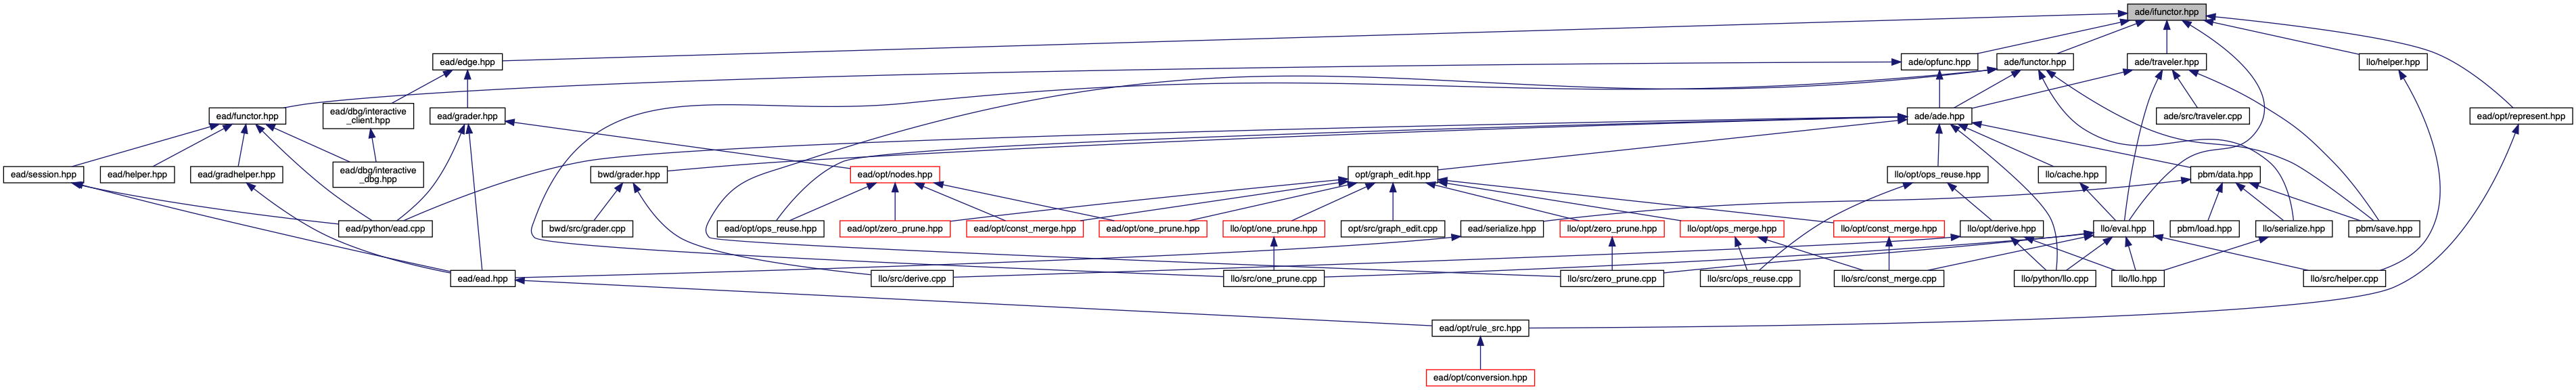 ade/ifunctor.hpp
ead/edge.hpp
ade/opfunc.hpp
ade/functor.hpp
ade/traveler.hpp
llo/helper.hpp
ead/functor.hpp
ead/dbg/interactive
_client.hpp
ead/grader.hpp
ade/ade.hpp
ade/src/traveler.cpp
ead/opt/represent.hpp
ead/session.hpp
ead/helper.hpp
ead/gradhelper.hpp
ead/dbg/interactive
_dbg.hpp
bwd/grader.hpp
ead/opt/nodes.hpp
opt/graph_edit.hpp
llo/opt/ops_reuse.hpp
llo/cache.hpp
pbm/data.hpp
ead/python/ead.cpp
bwd/src/grader.cpp
ead/opt/ops_reuse.hpp
ead/opt/zero_prune.hpp
ead/opt/const_merge.hpp
ead/opt/one_prune.hpp
llo/opt/one_prune.hpp
opt/src/graph_edit.cpp
ead/serialize.hpp
llo/opt/zero_prune.hpp
llo/opt/ops_merge.hpp
llo/opt/const_merge.hpp
llo/opt/derive.hpp
llo/eval.hpp
pbm/load.hpp
llo/serialize.hpp
pbm/save.hpp
ead/ead.hpp
llo/src/derive.cpp
llo/src/one_prune.cpp
llo/src/zero_prune.cpp
llo/src/ops_reuse.cpp
llo/src/const_merge.cpp
llo/python/llo.cpp
llo/llo.hpp
llo/src/helper.cpp
ead/opt/rule_src.hpp
ead/opt/conversion.hpp